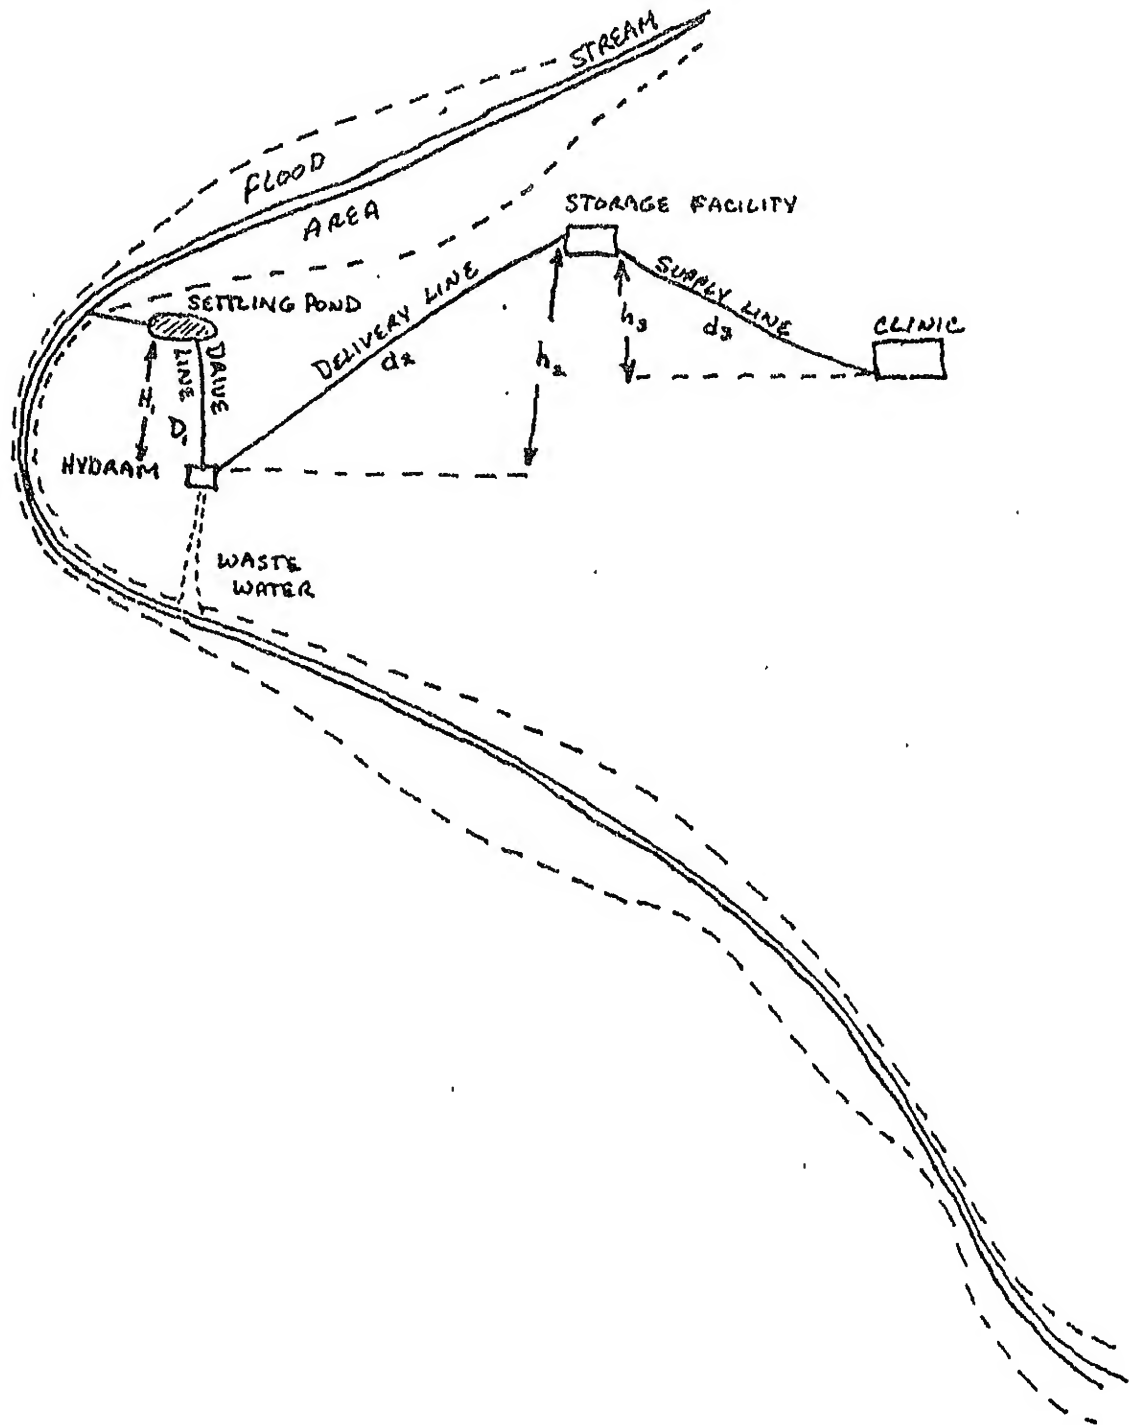 STREAM
FLOOD
AREA
STORAGE FACILITY
SETTLING POND
DELIVERY LINE
d2
SUPPLY LINE
d3
h3
h2
CLINIC
DRIVE
LINE
H1
D1
HYDRAM
WASTE
WATER